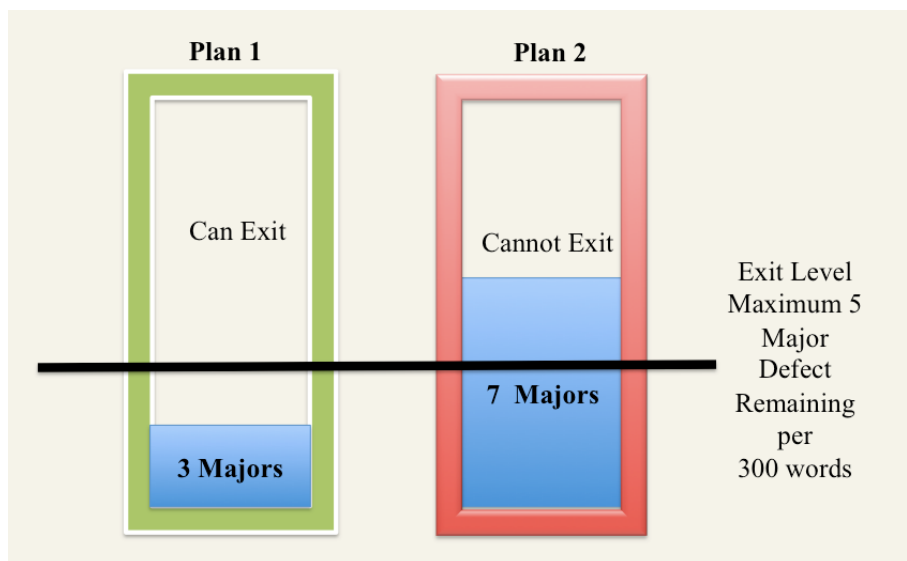 Plan 1
Can Exit
3 Majors
Plan 2
Cannot Exit
7 Majors
Exit Level
Maximum 5
Major
Defect
Remaining
per
300 words